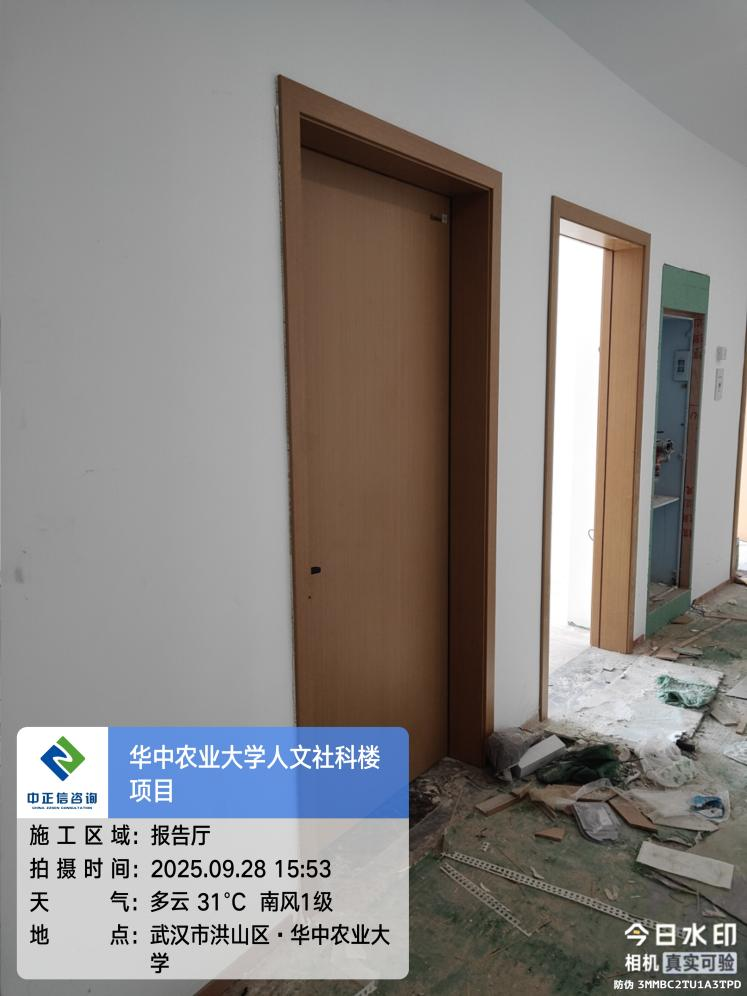 中正信咨询
CHINA ZZXIN CONSULTATION
华中农业大学人文社科楼
项目
施工区域：报告厅
拍摄时间：2025.09.28 15:53
天气：多云 31℃ 南风1级
地点：武汉市洪山区·华中农业大
学
今日水印
相机 真实可验
防伪 3MMBC2TU1A3TPD